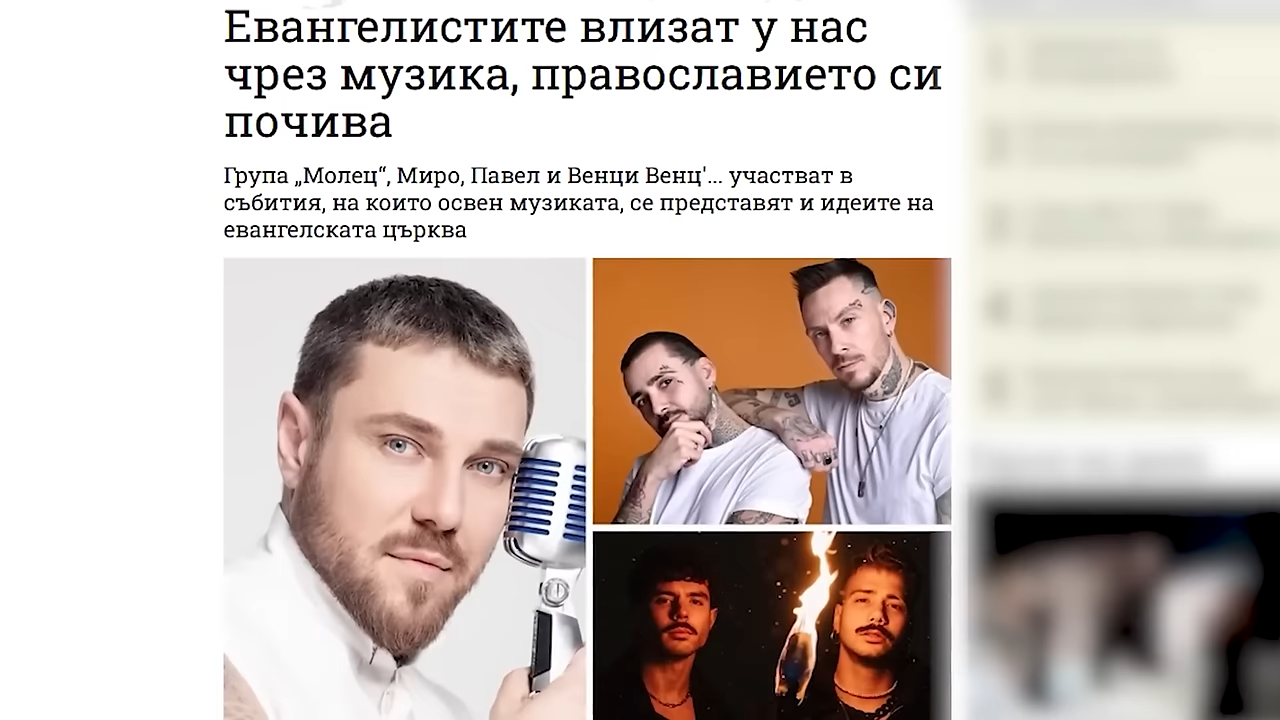 Евангелистите влизат у нас
чрез музика, православието си
почива
Група „Молец“, Миро, Павел и Венци Венц'... участват в
събития, на които освен музиката, се представят и идеите на
евангелската църква